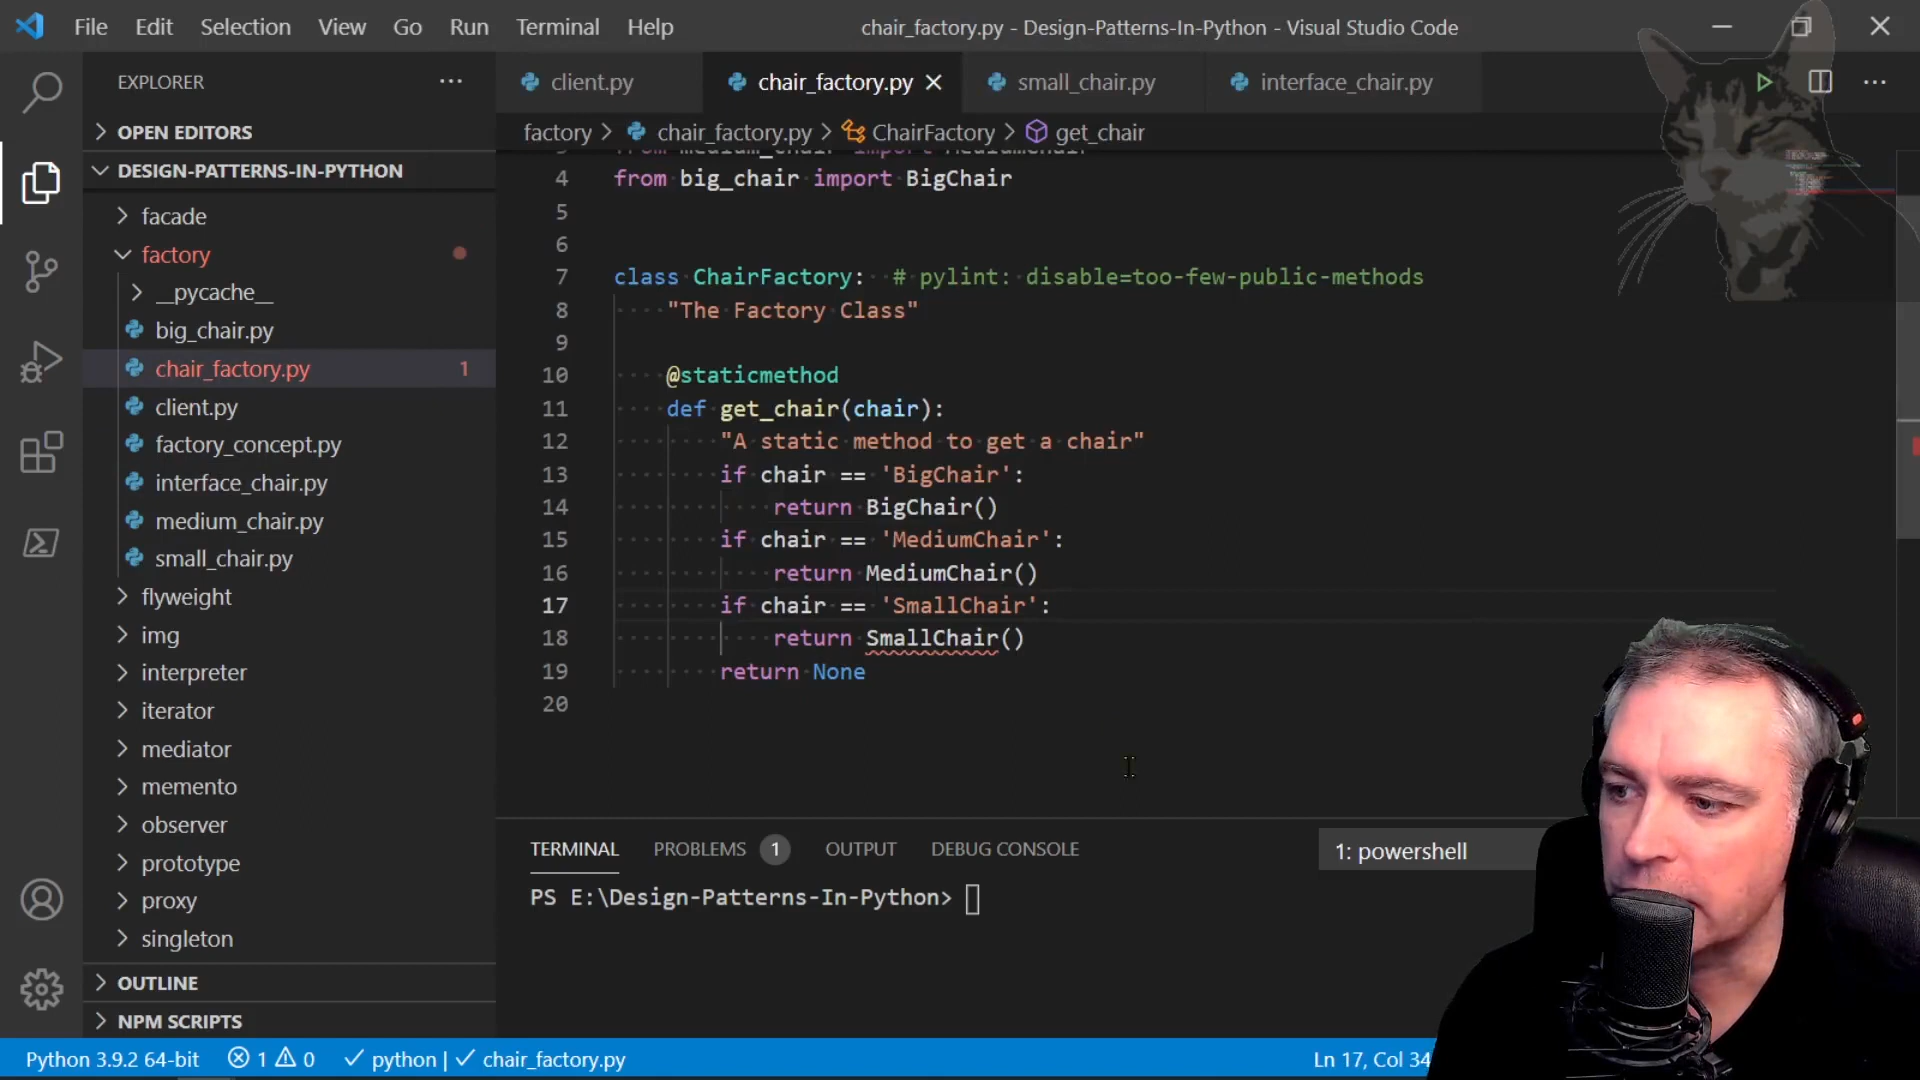 File Edit Selection View Go Run Terminal Help
chair_factory.py - Design-Patterns-In-Python - Visual Studio Code
EXPLORER
OPEN EDITORS
DESIGN-PATTERNS-IN-PYTHON
facade
factory
__pycache__
big_chair.py
chair_factory.py 1
client.py
factory_concept.py
interface_chair.py
medium_chair.py
small_chair.py
flyweight
img
interpreter
iterator
mediator
memento
observer
prototype
proxy
singleton
OUTLINE
NPM SCRIPTS
client.py chair_factory.py small_chair.py interface_chair.py
factory > chair_factory.py > ChairFactory > get_chair
3 from medium_chair import MediumChair
4 from big_chair import BigChair
5
6
7 class ChairFactory:  # pylint: disable=too-few-public-methods
8     "The Factory Class"
9
10     @staticmethod
11     def get_chair(chair):
12         "A static method to get a chair"
13         if chair == 'BigChair':
14             return BigChair()
15         if chair == 'MediumChair':
16             return MediumChair()
17         if chair == 'SmallChair':
18             return SmallChair()
19         return None
20
TERMINAL PROBLEMS 1 OUTPUT DEBUG CONSOLE 1: powershell
PS E:\Design-Patterns-In-Python>
Python 3.9.2 64-bit 1 0 python | chair_factory.py Ln 17, Col 34